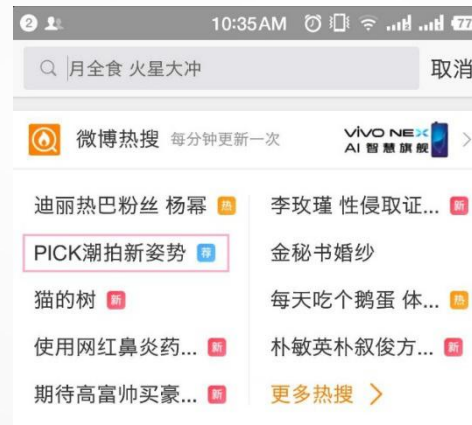 2 10:35AM 77
月全食 火星大冲 取消
微博热搜 每分钟更新一次 vivo NEX
AI 智慧旗舰
迪丽热巴粉丝 杨幂 热 李玫瑾 性侵取证... 新
PICK潮拍新姿势 荐 金秘书婚纱
猫的树 新 每天吃个鹅蛋 体... 热
使用网红鼻炎药... 新 朴敏英朴叙俊方... 新
期待高富帅买豪... 新 更多热搜